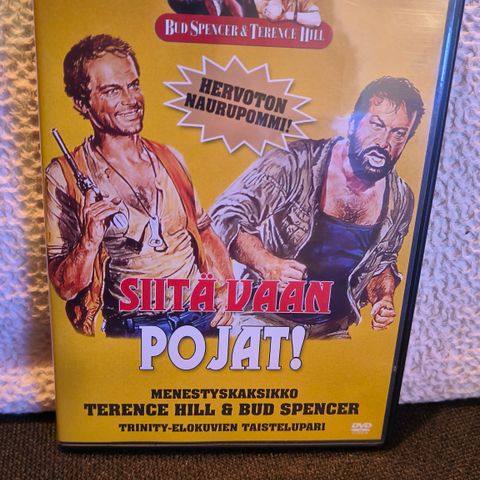 BUD SPENCER & TERENCE HILL
HERVOTON
NAURUPOMMI!
SIITÄ VAAN
POJAT!
MENESTYSKAKSIKKO
TERENCE HILL & BUD SPENCER
TRINITY-ELOKUVIEN TAISTELUPARI
DVD